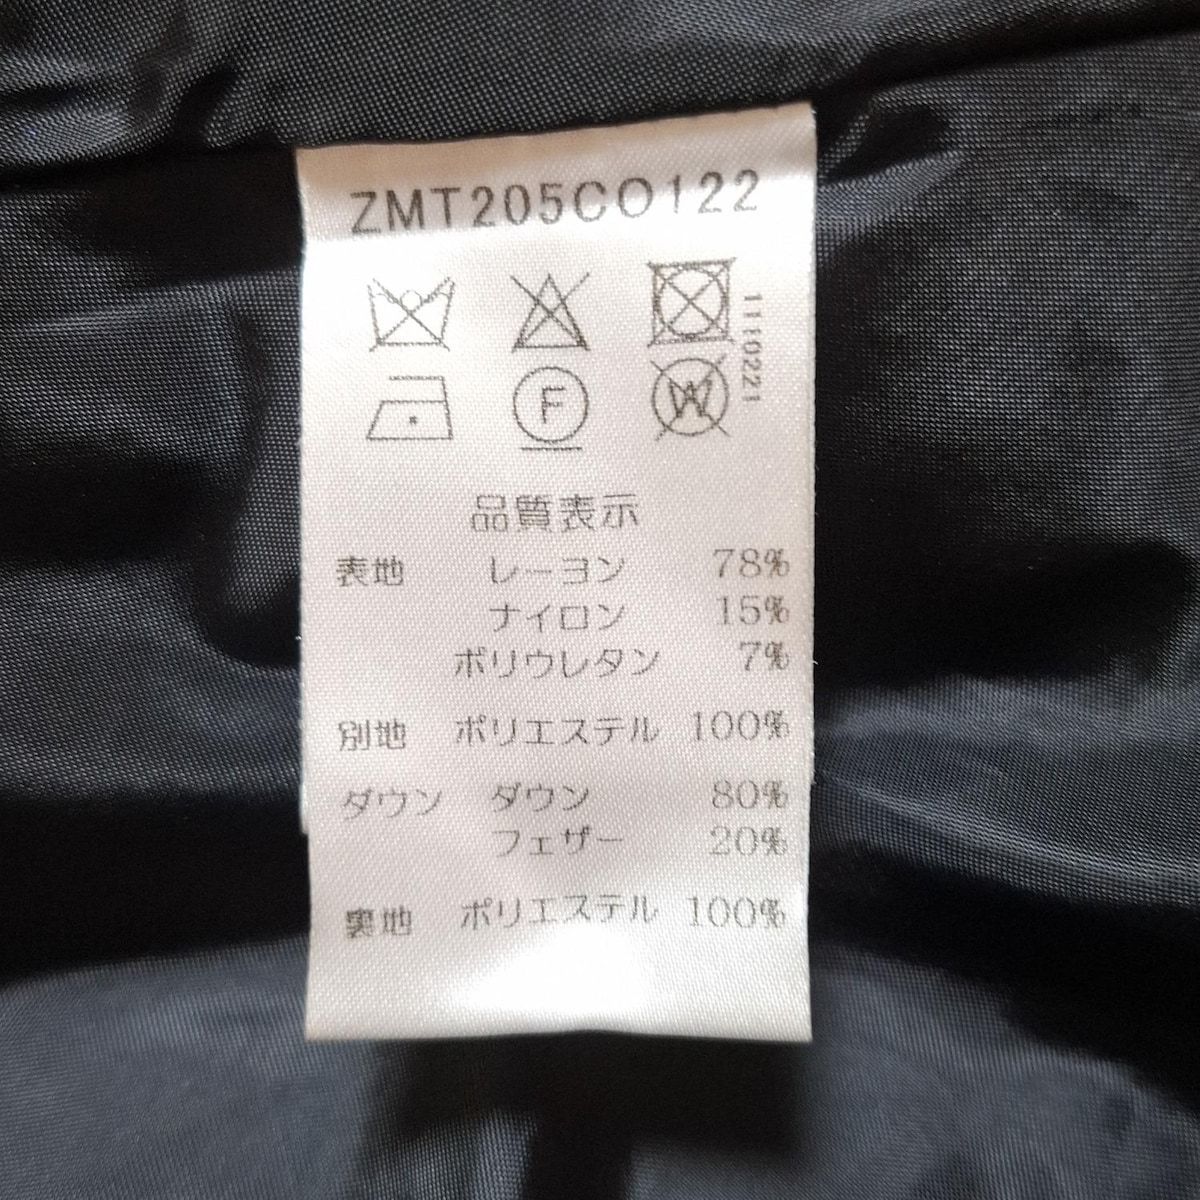 ZMT205CO122
1110221
F
W
品質表示
表地 レーヨン 78%
ナイロン 15%
ポリウレタン 7%
別地 ポリエステル 100%
ダウン ダウン 80%
フェザー 20%
裏地 ポリエステル 100%